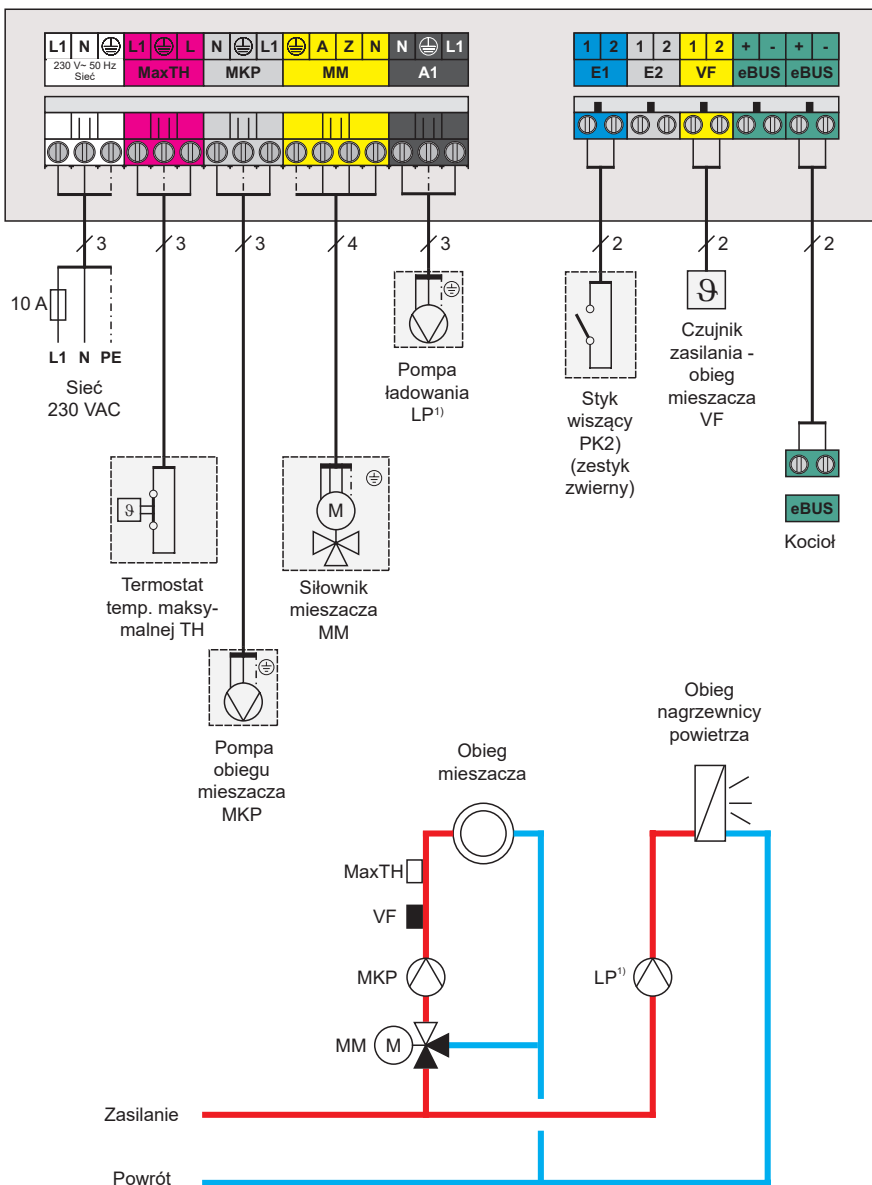 L1 N L1 L N L1 A Z N N L1
230 V~ 50 Hz
Sieć
MaxTH MKP MM A1
1 2 1 2 1 2 + - + -
E1 E2 VF eBUS eBUS
3 3 3 4 3 2 2 2
10 A
L1 N PE
Sieć
230 VAC
Pompa
ładowania
LP1)
ϑ
Czujnik
zasilania -
obieg
mieszacza
VF
Styk
wiszący
PK2)
(zestyk
zwierny)
eBUS
Kocioł
ϑ
Termostat
temp. maksy-
malnej TH
M
Siłownik
mieszacza
MM
Pompa
obiegu
mieszacza
MKP
Obieg
mieszacza
Obieg
nagrzewnicy
powietrza
MaxTH
VF
MKP
LP1)
MM M
Zasilanie
Powrót